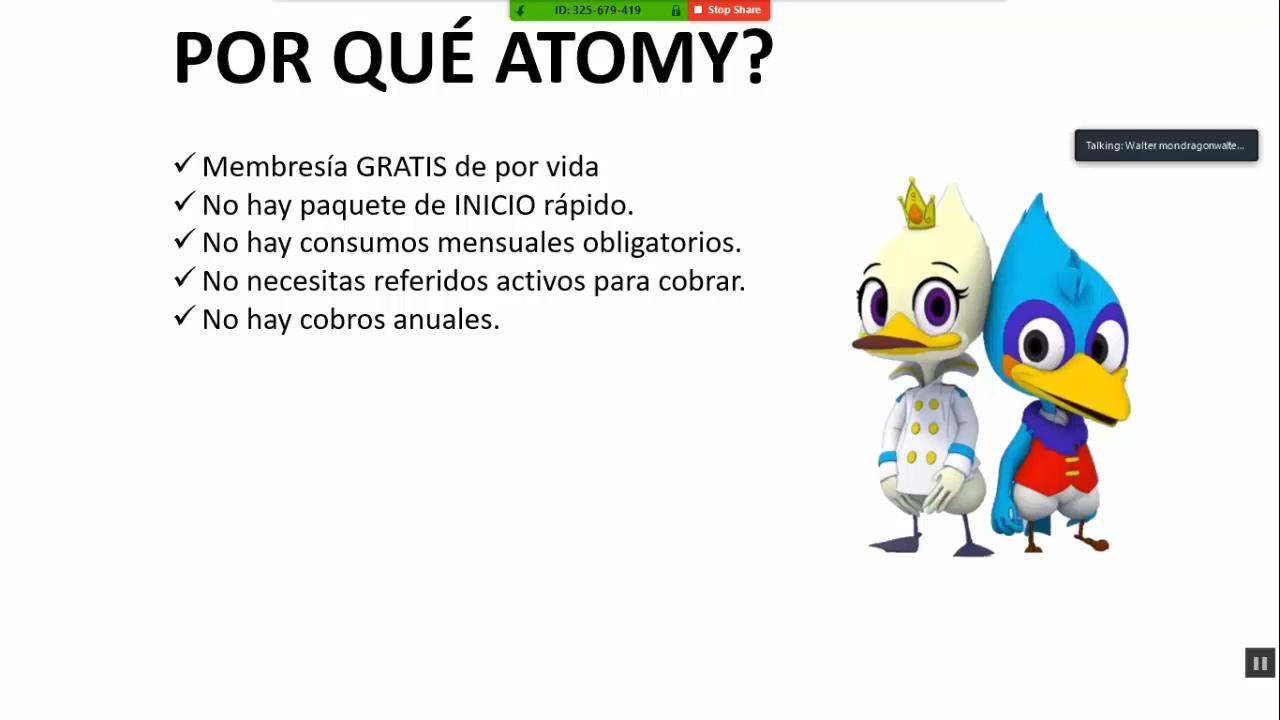 ID: 325-679-419
Stop Share
POR QUÉ ATOMY?
Talking: Walter mondragonwalte...
✓ Membresía GRATIS de por vida
✓ No hay paquete de INICIO rápido.
✓ No hay consumos mensuales obligatorios.
✓ No necesitas referidos activos para cobrar.
✓ No hay cobros anuales.